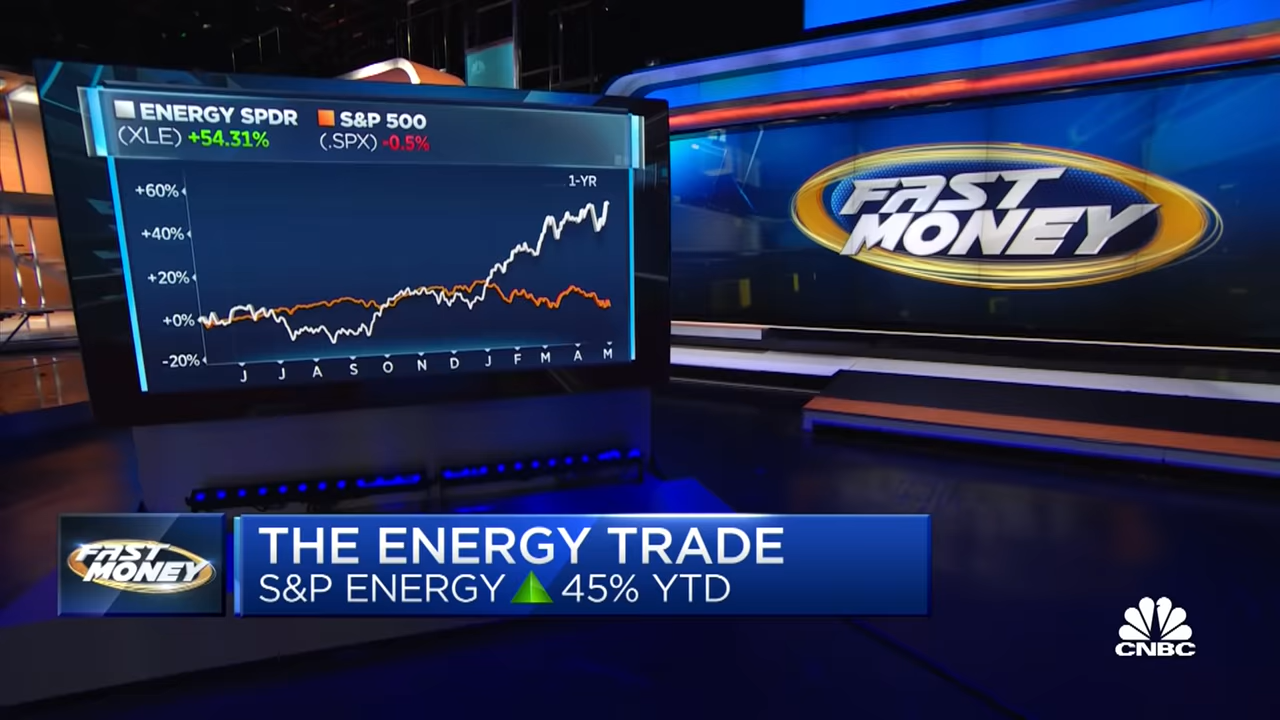 ENERGY SPDR
(XLE) +54.31%
S&P 500
(.SPX) -0.5%
1-YR
+60%
+40%
+20%
+0%
-20%
J J A S O N D J F M A M
FAST
MONEY
FAST
MONEY
THE ENERGY TRADE
S&P ENERGY ▲ 45% YTD
CNBC